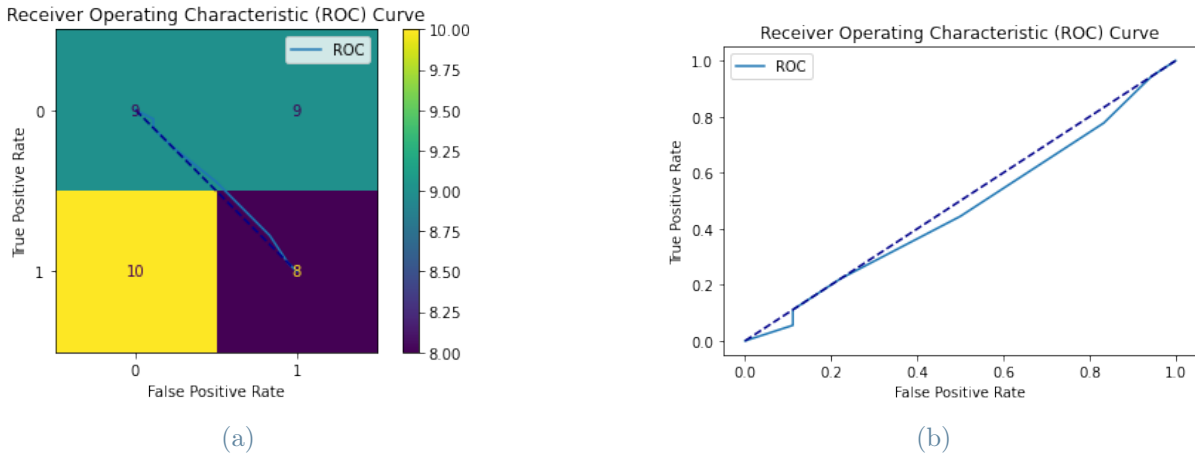 Receiver Operating Characteristic (ROC) Curve
ROC
9 9
10 8
0
1
True Positive Rate
0 1
False Positive Rate
10.00
9.75
9.50
9.25
9.00
8.75
8.50
8.25
8.00
(a)
Receiver Operating Characteristic (ROC) Curve
ROC
1.0
0.8
0.6
0.4
0.2
0.0
True Positive Rate
0.0 0.2 0.4 0.6 0.8 1.0
False Positive Rate
(b)